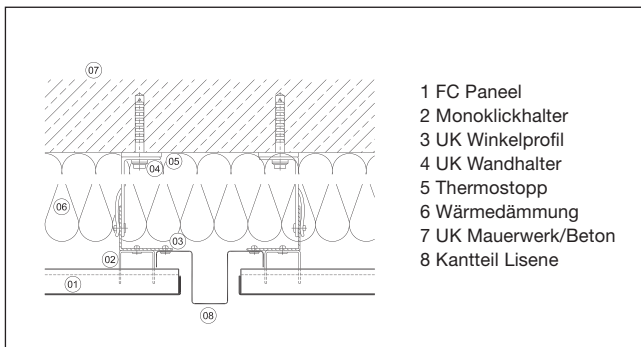 07
05
04
06
03
02
01
08
1 FC Paneel
2 Monoklickhalter
3 UK Winkelprofil
4 UK Wandhalter
5 Thermostopp
6 Wärmedämmung
7 UK Mauerwerk/Beton
8 Kantteil Lisene